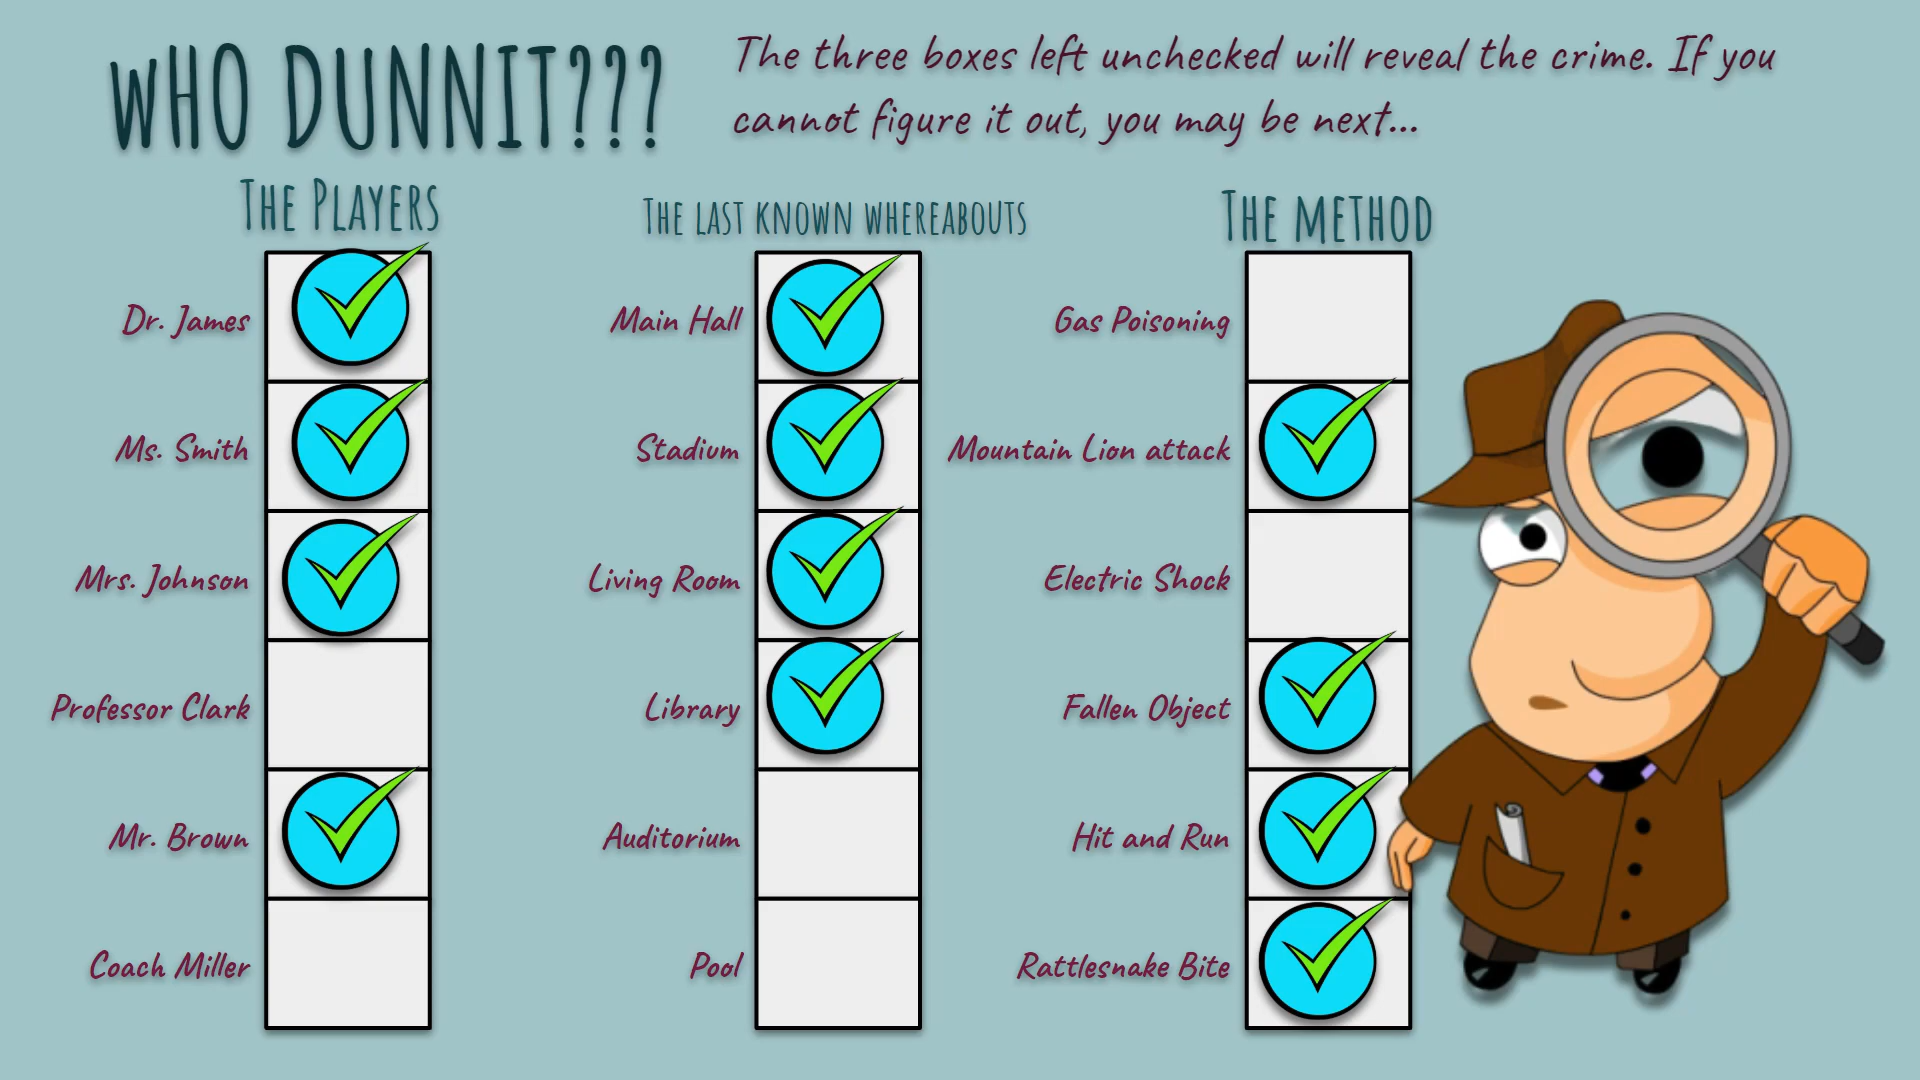 wHO DUNNIT???
The three boxes left unchecked will reveal the crime. If you
cannot figure it out, you may be next...
The Players
The last known whereabouts
The method
Dr. James
Main Hall
Gas Poisoning
Ms. Smith
Stadium
Mountain Lion attack
Mrs. Johnson
Living Room
Electric Shock
Professor Clark
Library
Fallen Object
Mr. Brown
Auditorium
Hit and Run
Coach Miller
Pool
Rattlesnake Bite